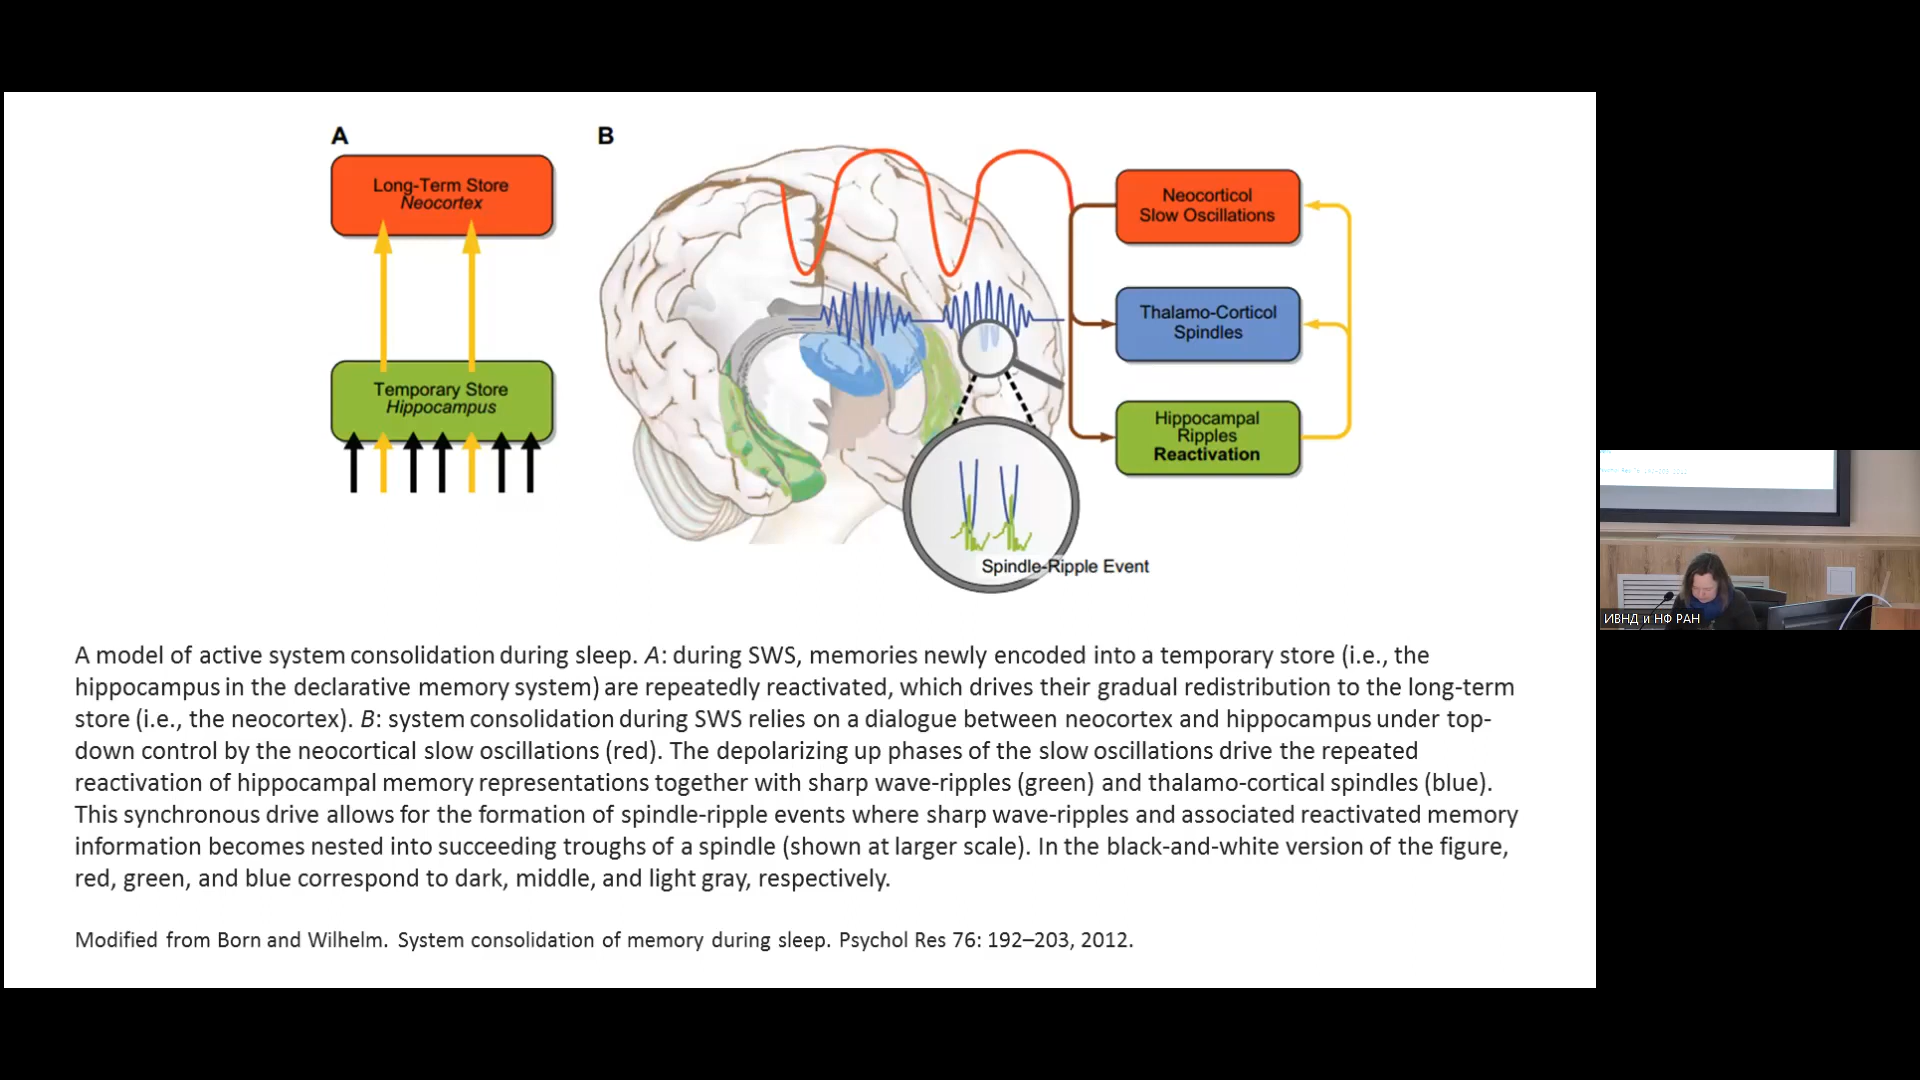 A
B
Long-Term Store
Neocortex
Temporary Store
Hippocampus
Neocorticol
Slow Oscillations
Thalamo-Corticol
Spindles
Hippocampal
Ripples
Reactivation
Spindle-Ripple Event
A model of active system consolidation during sleep. A: during SWS, memories newly encoded into a temporary store (i.e., the
hippocampus in the declarative memory system) are repeatedly reactivated, which drives their gradual redistribution to the long-term
store (i.e., the neocortex). B: system consolidation during SWS relies on a dialogue between neocortex and hippocampus under top-
down control by the neocortical slow oscillations (red). The depolarizing up phases of the slow oscillations drive the repeated
reactivation of hippocampal memory representations together with sharp wave-ripples (green) and thalamo-cortical spindles (blue).
This synchronous drive allows for the formation of spindle-ripple events where sharp wave-ripples and associated reactivated memory
information becomes nested into succeeding troughs of a spindle (shown at larger scale). In the black-and-white version of the figure,
red, green, and blue correspond to dark, middle, and light gray, respectively.
Modified from Born and Wilhelm. System consolidation of memory during sleep. Psychol Res 76: 192–203, 2012.
ИВНД и НФ РАН